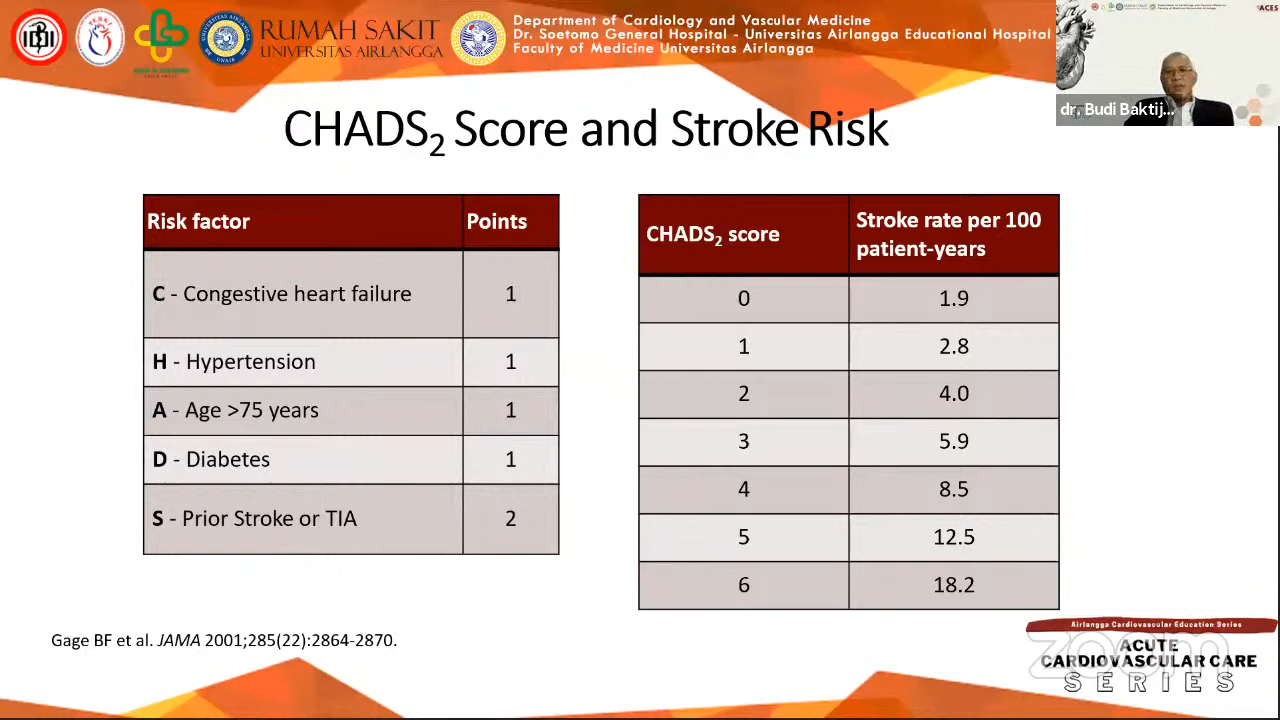 RUMAH SAKIT
UNIVERSITAS AIRLANGGA
Department of Cardiology and Vascular Medicine
Dr. Soetomo General Hospital - Universitas Airlangga Educational Hospital
Faculty of Medicine Universitas Airlangga
dr. Budi Baktij...
CHADS₂ Score and Stroke Risk
Risk factor Points
C - Congestive heart failure 1
H - Hypertension 1
A - Age >75 years 1
D - Diabetes 1
S - Prior Stroke or TIA 2
CHADS₂ score Stroke rate per 100
patient-years
0 1.9
1 2.8
2 4.0
3 5.9
4 8.5
5 12.5
6 18.2
Gage BF et al. JAMA 2001;285(22):2864-2870.
Airlangga Cardiovascular Education Series
zoom
ACUTE
CARDIOVASCULAR CARE
SERIES